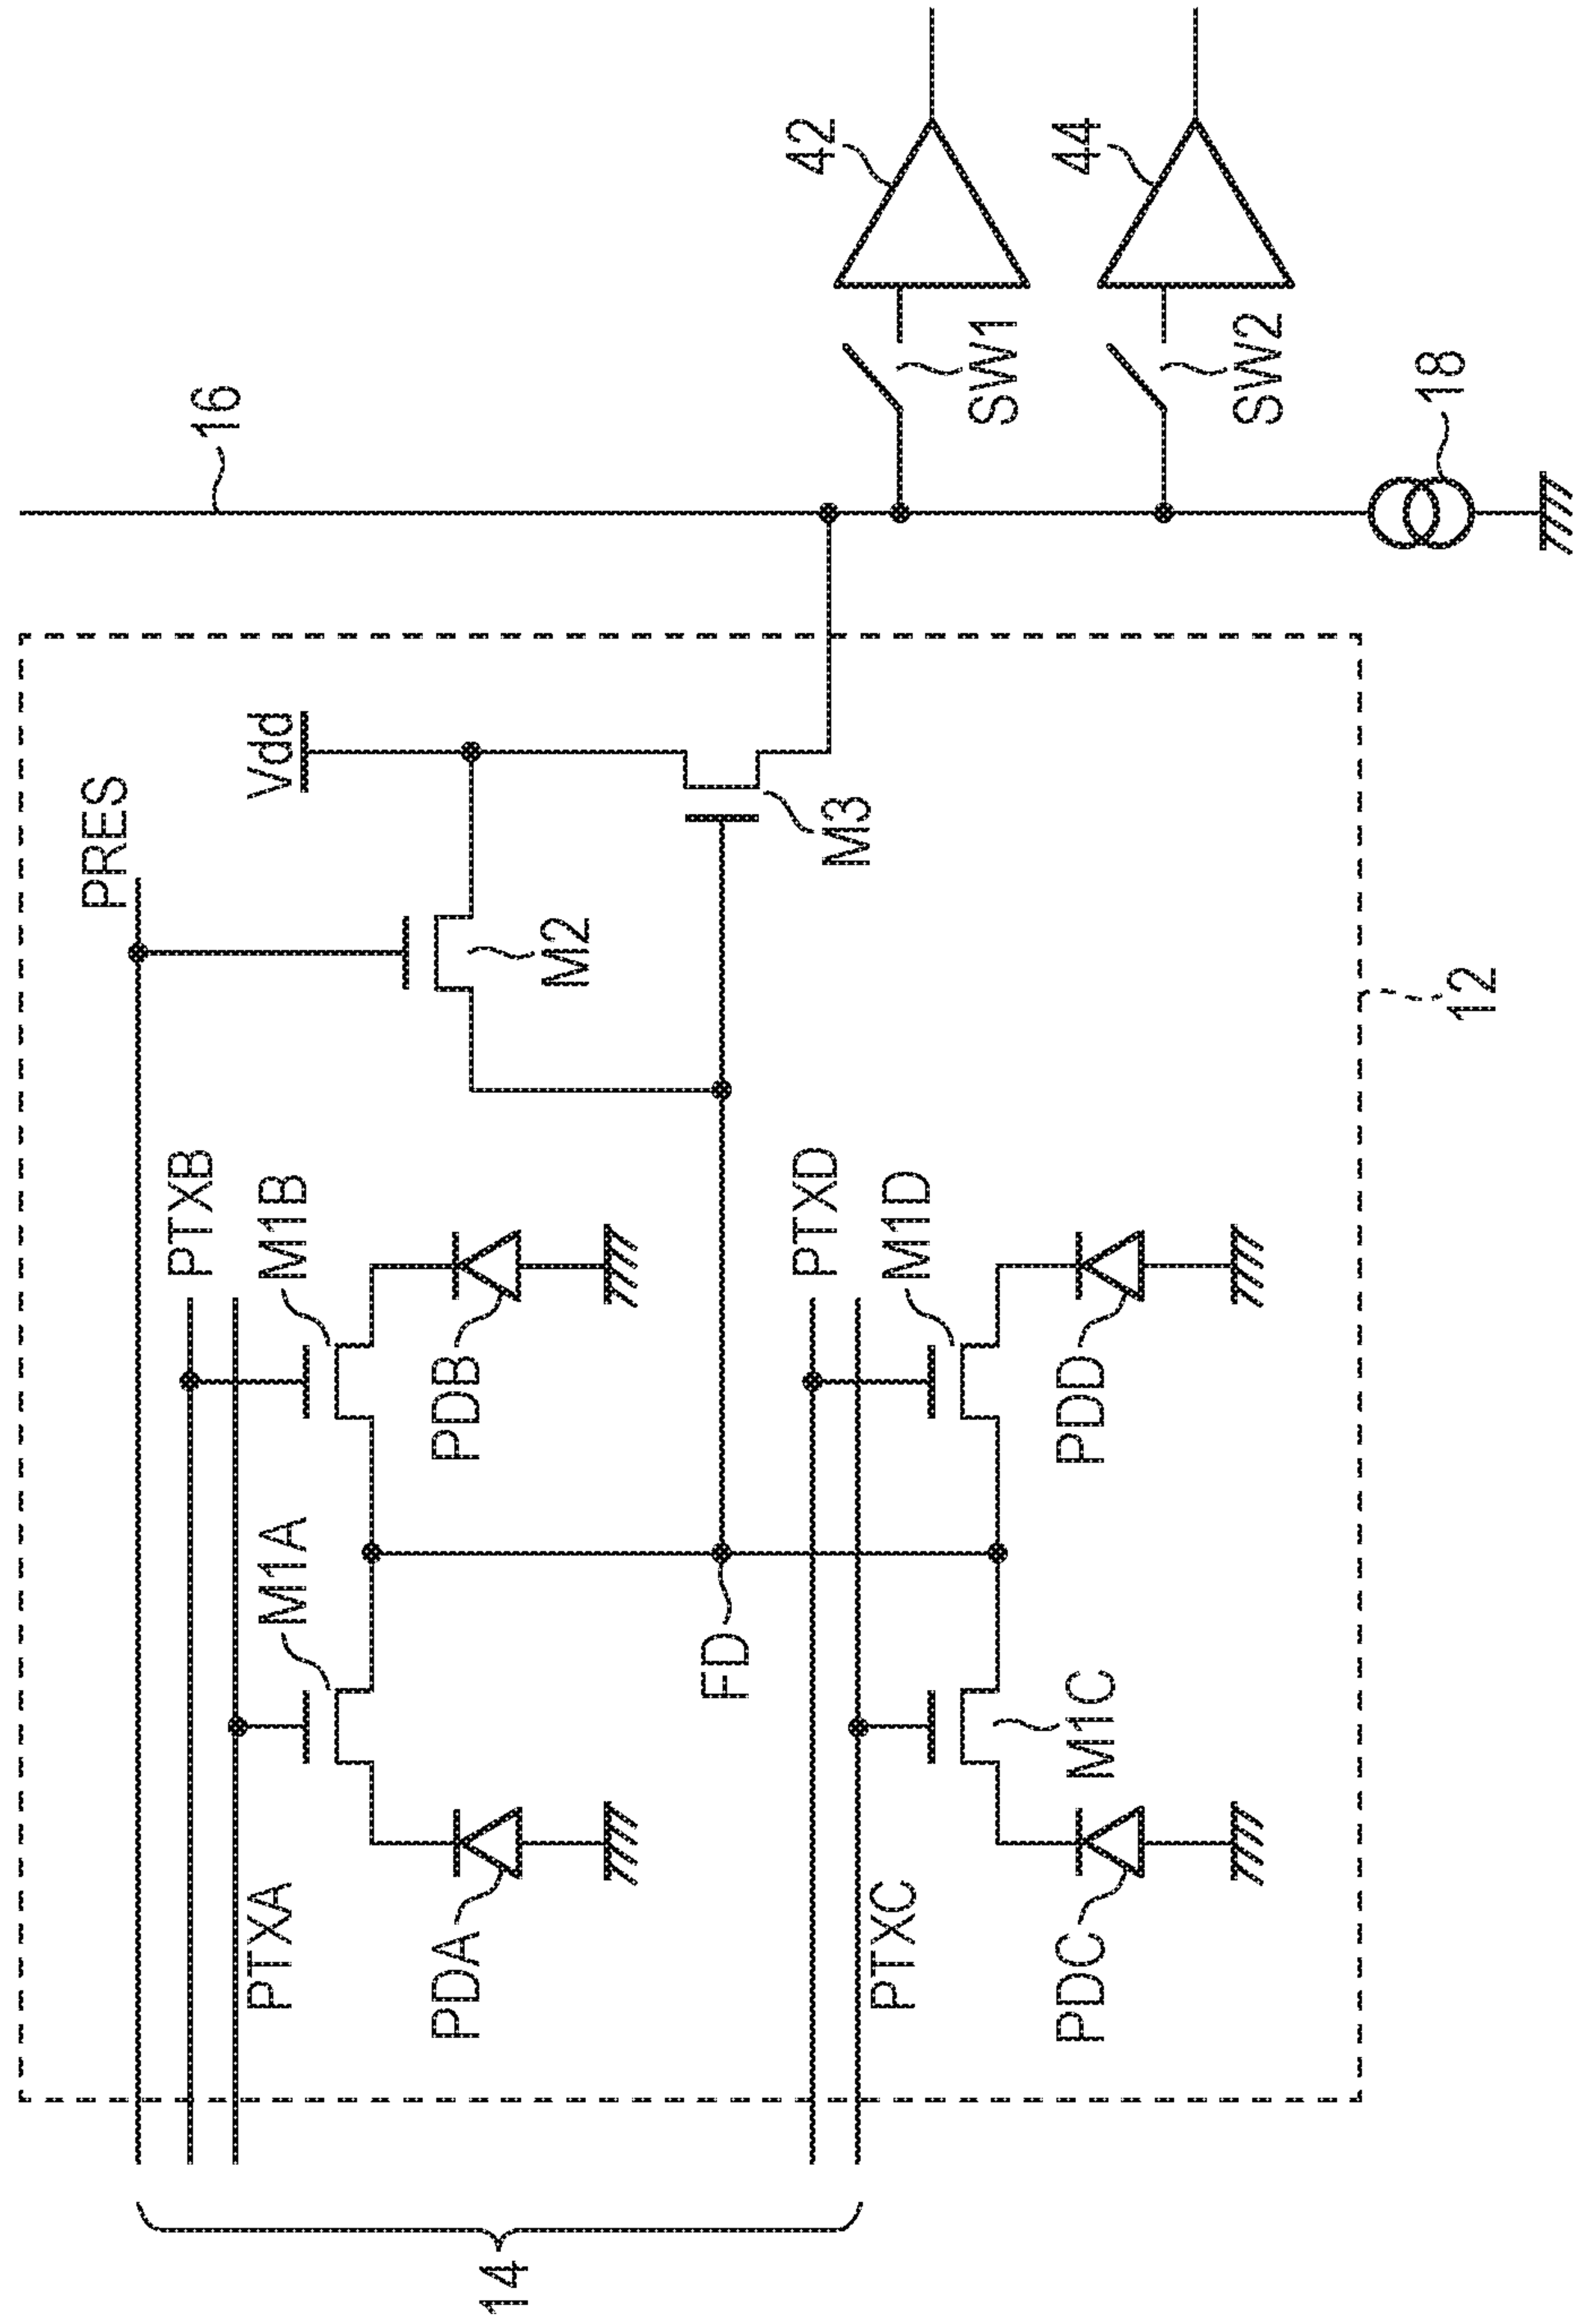 PRES
16
PTXB
Vdd
PTXA
M1A
M1B
42
PDA
PDB
M2
14
SW1
FD
M3
PTXD
44
PTXC
M1D
SW2
PDC
M1C
PDD
18
12